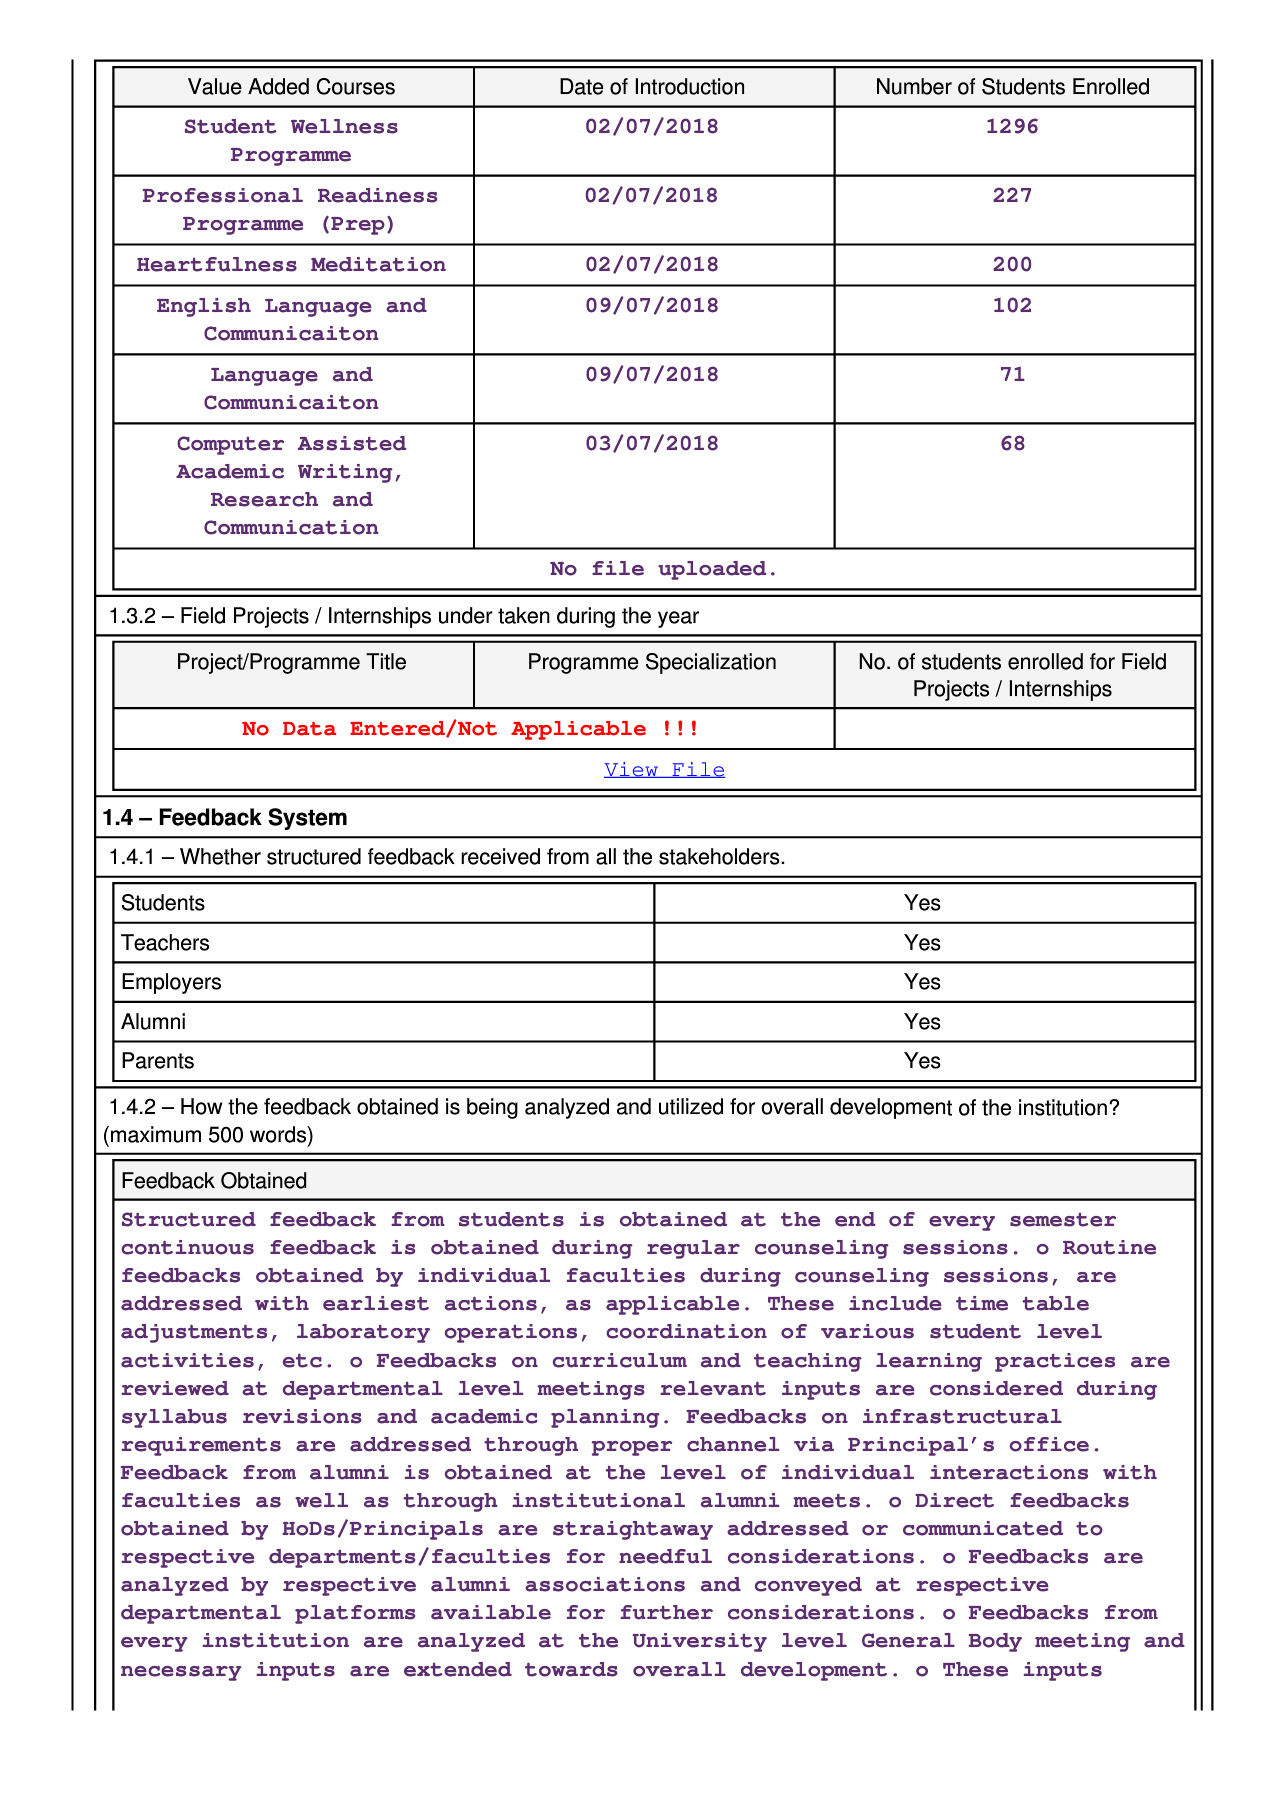 Value Added Courses Date of Introduction Number of Students Enrolled
Student Wellness 02/07/2018 1296
Programme
Professional Readiness 02/07/2018 227
Programme (Prep)
Heartfulness Meditation 02/07/2018 200
English Language and 09/07/2018 102
Communicaiton
Language and 09/07/2018 71
Communicaiton
Computer Assisted 03/07/2018 68
Academic Writing,
Research and
Communication
No file uploaded.
1.3.2 – Field Projects / Internships under taken during the year
Project/Programme Title Programme Specialization No. of students enrolled for Field
Projects / Internships
No Data Entered/Not Applicable !!!
View File
1.4 – Feedback System
1.4.1 – Whether structured feedback received from all the stakeholders.
Students Yes
Teachers Yes
Employers Yes
Alumni Yes
Parents Yes
1.4.2 – How the feedback obtained is being analyzed and utilized for overall development of the institution?
(maximum 500 words)
Feedback Obtained
Structured feedback from students is obtained at the end of every semester
continuous feedback is obtained during regular counseling sessions. o Routine
feedbacks obtained by individual faculties during counseling sessions, are
addressed with earliest actions, as applicable. These include time table
adjustments, laboratory operations, coordination of various student level
activities, etc. o Feedbacks on curriculum and teaching learning practices are
reviewed at departmental level meetings relevant inputs are considered during
syllabus revisions and academic planning. Feedbacks on infrastructural
requirements are addressed through proper channel via Principal’s office.
Feedback from alumni is obtained at the level of individual interactions with
faculties as well as through institutional alumni meets. o Direct feedbacks
obtained by HoDs/Principals are straightaway addressed or communicated to
respective departments/faculties for needful considerations. o Feedbacks are
analyzed by respective alumni associations and conveyed at respective
departmental platforms available for further considerations. o Feedbacks from
every institution are analyzed at the University level General Body meeting and
necessary inputs are extended towards overall development. o These inputs